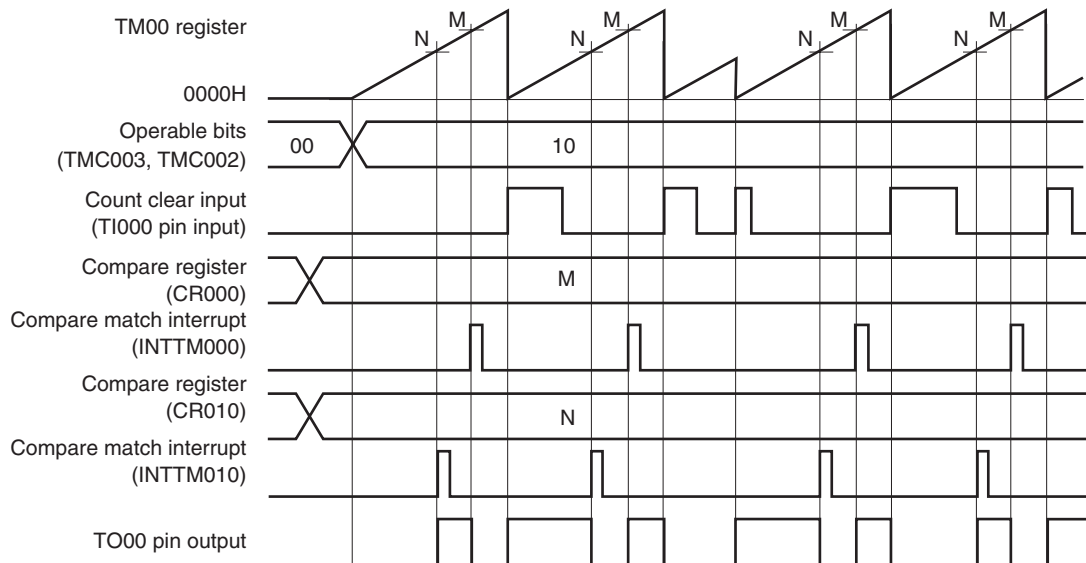 TM00 register
N M N M N M N M
0000H
Operable bits
(TMC003, TMC002)
00 10
Count clear input
(TI000 pin input)
Compare register
(CR000)
M
Compare match interrupt
(INTTM000)
Compare register
(CR010)
N
Compare match interrupt
(INTTM010)
TO00 pin output